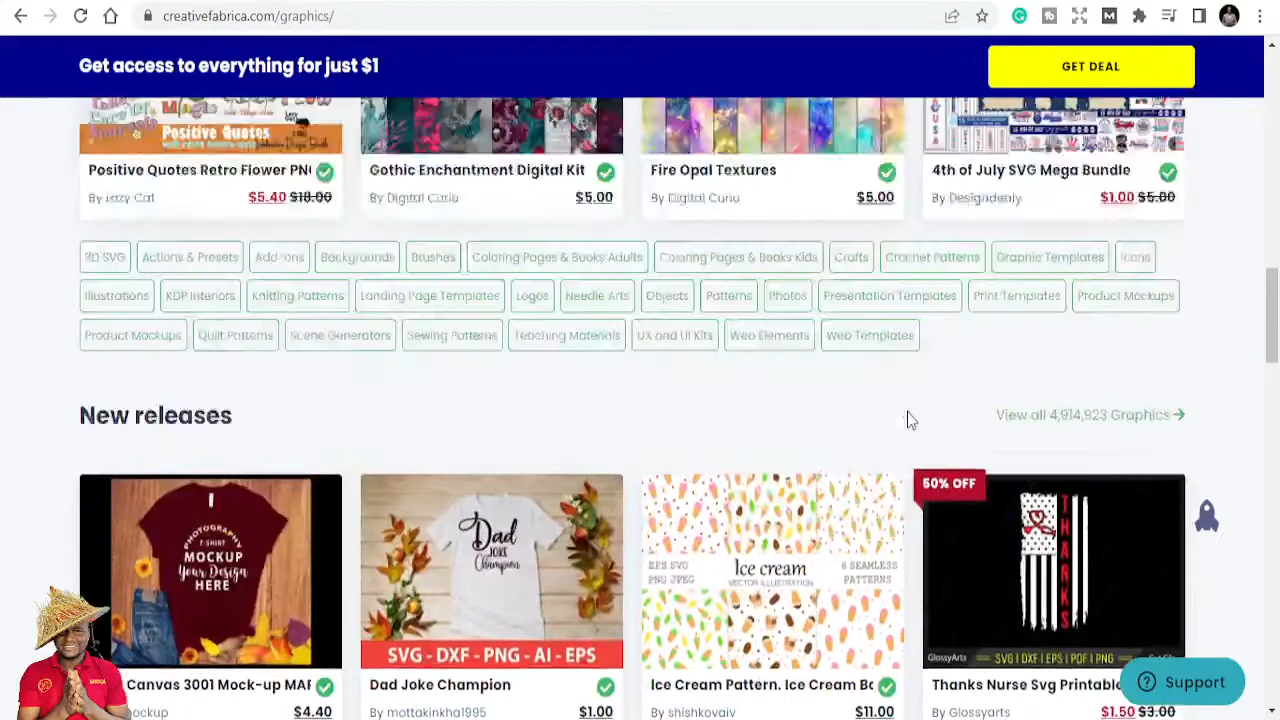 creativefabrica.com/graphics/
Get access to everything for just $1
GET DEAL
Positive Quotes
Positive Quotes Retro Flower PN
Gothic Enchantment Digital Kit
Fire Opal Textures
4th of July SVG Mega Bundle
By Lazy Cat
$5.40 $18.00
By Digital Curio
$5.00
By Digital Curio
$5.00
By Designdealy
$1.00 $5.00
3D SVG Actions & Presets Add-ons Backgrounds Brushes Coloring Pages & Books Adults Coloring Pages & Books Kids Crafts Crochet Patterns Graphic Templates Icons
Illustrations KDP Interiors Knitting Patterns Landing Page Templates Logos Needle Arts Objects Patterns Photos Presentation Templates Print Templates Product Mockups
Product Mockups Quilt Patterns Scene Generators Sewing Patterns Teaching Materials UX and UI Kits Web Elements Web Templates
New releases
View all 4,914,923 Graphics
PHOTOGRAPHY
T-SHIRT
MOCKUP
Your Design
HERE
Dad
JOKE
Champion
SVG - DXF - PNG - AI - EPS
EPS SVG
PNG JPEG
Ice cream
VECTOR ILLUSTRATION
6 SEAMLESS
PATTERNS
50% OFF
THANKS
GlossyArts
SVG | DXF | EPS | PDF | PNG
Canvas 3001 Mock-up MA
Dad Joke Champion
Ice Cream Pattern. Ice Cream Ba
Thanks Nurse Svg Printable
ockup
$4.40
By mottakinkha1995
$1.00
By shishkovaiv
$11.00
By Glossyarts
$1.50 $3.00
Support